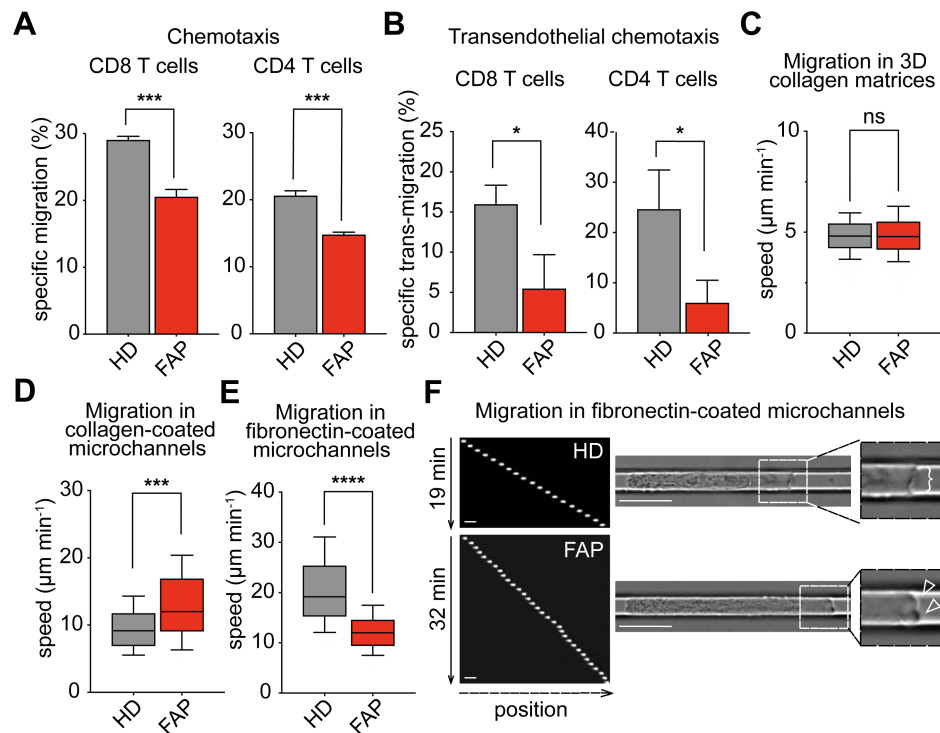 A
Chemotaxis
CD8 T cells
CD4 T cells
specific migration (%)
30
20
10
0
***
HD
FAP
30
20
10
0
***
HD
FAP
B
Transendothelial chemotaxis
CD8 T cells
CD4 T cells
specific trans-migration (%)
25
20
15
10
5
0
*
HD
FAP
40
30
20
10
0
*
HD
FAP
C
Migration in 3D
collagen matrices
speed (µm min⁻¹)
10
5
0
ns
HD
FAP
D
Migration in
collagen-coated
microchannels
speed (µm min⁻¹)
30
20
10
0
***
HD
FAP
E
Migration in
fibronectin-coated
microchannels
speed (µm min⁻¹)
40
30
20
10
0
****
HD
FAP
F
Migration in fibronectin-coated microchannels
19 min
HD
32 min
FAP
position